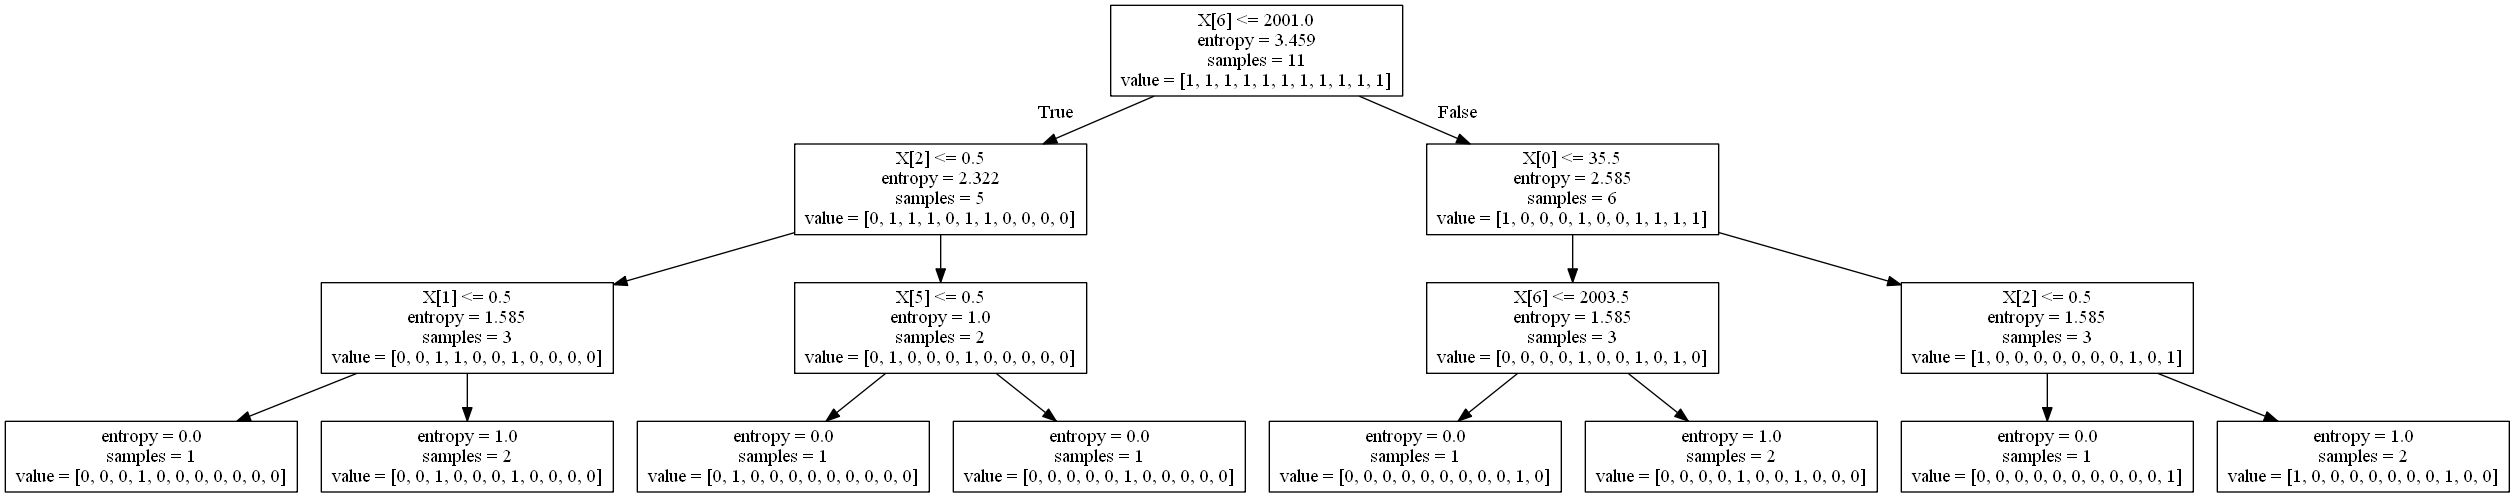 X[6] <= 2001.0
entropy = 3.459
samples = 11
value = [1, 1, 1, 1, 1, 1, 1, 1, 1, 1, 1]
True
False
X[2] <= 0.5
entropy = 2.322
samples = 5
value = [0, 1, 1, 1, 0, 1, 1, 0, 0, 0, 0]
X[0] <= 35.5
entropy = 2.585
samples = 6
value = [1, 0, 0, 0, 1, 0, 0, 1, 1, 1, 1]
X[1] <= 0.5
entropy = 1.585
samples = 3
value = [0, 0, 1, 1, 0, 0, 1, 0, 0, 0, 0]
X[5] <= 0.5
entropy = 1.0
samples = 2
value = [0, 1, 0, 0, 0, 1, 0, 0, 0, 0, 0]
X[6] <= 2003.5
entropy = 1.585
samples = 3
value = [0, 0, 0, 0, 1, 0, 0, 1, 0, 1, 0]
X[2] <= 0.5
entropy = 1.585
samples = 3
value = [1, 0, 0, 0, 0, 0, 0, 0, 1, 0, 1]
entropy = 0.0
samples = 1
value = [0, 0, 0, 1, 0, 0, 0, 0, 0, 0, 0]
entropy = 1.0
samples = 2
value = [0, 0, 1, 0, 0, 0, 1, 0, 0, 0, 0]
entropy = 0.0
samples = 1
value = [0, 1, 0, 0, 0, 0, 0, 0, 0, 0, 0]
entropy = 0.0
samples = 1
value = [0, 0, 0, 0, 0, 1, 0, 0, 0, 0, 0]
entropy = 0.0
samples = 1
value = [0, 0, 0, 0, 0, 0, 0, 0, 0, 1, 0]
entropy = 1.0
samples = 2
value = [0, 0, 0, 0, 1, 0, 0, 1, 0, 0, 0]
entropy = 0.0
samples = 1
value = [0, 0, 0, 0, 0, 0, 0, 0, 0, 0, 1]
entropy = 1.0
samples = 2
value = [1, 0, 0, 0, 0, 0, 0, 0, 1, 0, 0]